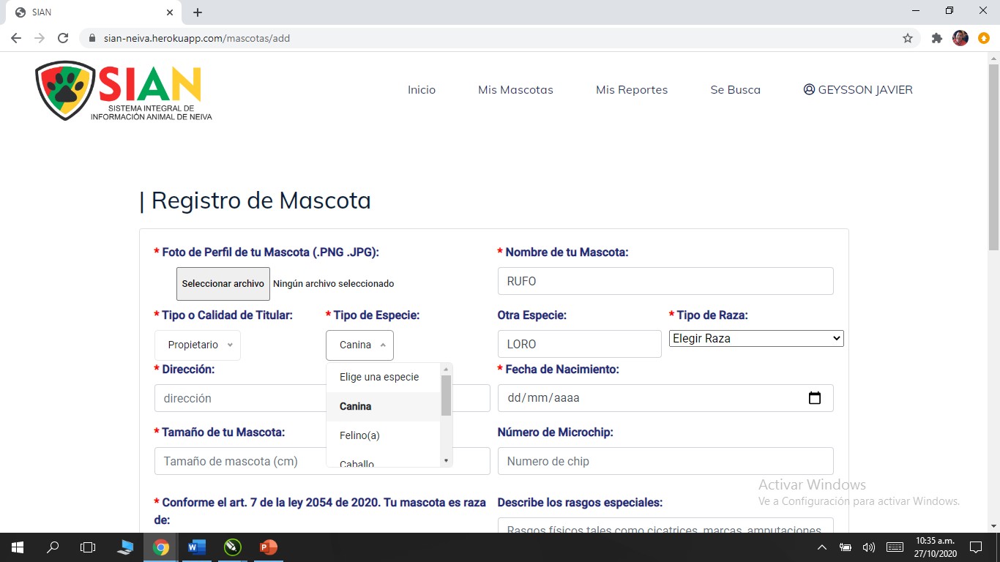 SIAN
sian-neiva.herokuapp.com/mascotas/add
SIAN
SISTEMA INTEGRAL DE
INFORMACIÓN ANIMAL DE NEIVA
Inicio
Mis Mascotas
Mis Reportes
Se Busca
GEYSSON JAVIER
| Registro de Mascota
* Foto de Perfil de tu Mascota (.PNG .JPG):
Seleccionar archivo Ningún archivo seleccionado
* Nombre de tu Mascota:
RUFO
* Tipo o Calidad de Titular:
Propietario
* Tipo de Especie:
Canina
Elige una especie
Canina
Felino(a)
Caballo
Otra Especie:
LORO
* Tipo de Raza:
Elegir Raza
* Dirección:
dirección
* Fecha de Nacimiento:
dd/mm/aaaa
* Tamaño de tu Mascota:
Tamaño de mascota (cm)
Número de Microchip:
Numero de chip
* Conforme el art. 7 de la ley 2054 de 2020. Tu mascota es raza
de:
Describe los rasgos especiales:
Rasgos físicos tales como cicatrices, marcas, amputaciones
Activar Windows
Ve a Configuración para activar Windows.
10:35 a.m.
27/10/2020